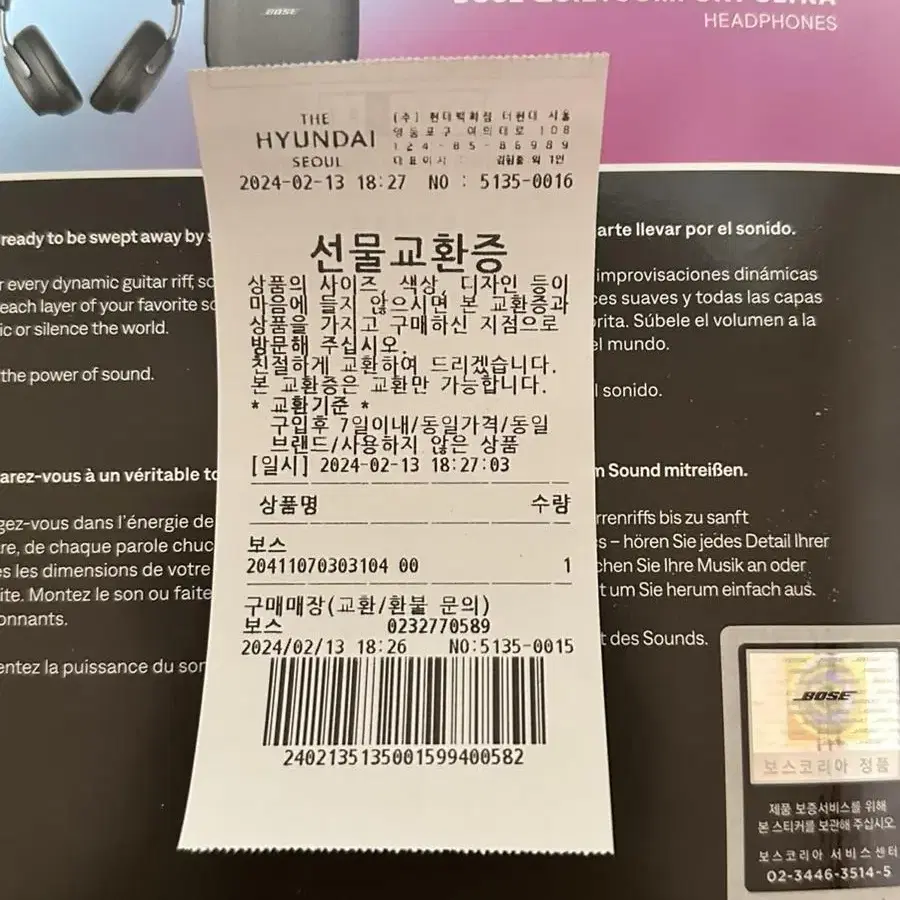 BOSE
HEADPHONES
THE
HYUNDAI
SEOUL
(주) 현대백화점 더현대 서울
영등포구 여의대로 108
124-85-86989
대표이사 : 김형종 외 1인
2024-02-13 18:27 NO : 5135-0016
선물교환증
상품의 사이즈, 색상, 디자인 등이
마음에 들지 않으시면 본 교환증과
상품을 가지고 구매하신 지점으로
방문해 주십시오.
친절하게 교환하여 드리겠습니다.
본 교환증은 교환만 가능합니다.
* 교환기준 *
구입후 7일이내/동일가격/동일
브랜드/사용하지 않은 상품
[일시] 2024-02-13 18:27:03
상품명 수량
보스
20411070303104 00 1
구매매장(교환/환불 문의)
보스 0232770589
2024/02/13 18:26 NO:5135-0015
2402135135001599400582
ready to be swept away by
every dynamic guitar riff,
each layer of your favorite
ic or silence the world.
the power of sound.
arez-vous à un véritable
gez-vous dans l'énergie de
re, de chaque parole
es les dimensions de votre
ite. Montez le son ou faite
onnants.
entez la puissance du
arte llevar por el sonido.
improvisaciones dinámicas
ces suaves y todas las capas
orita. Súbele el volumen a la
el mundo.
l sonido.
m Sound mitreißen.
rrenriffs bis zu sanft
s – hören Sie jedes Detail Ihrer
chen Sie Ihre Musik an oder
t um Sie herum einfach aus.
t des Sounds.
BOSE
보스코리아 정품
제품 보증서비스를 위해
본 스티커를 보관해 주십시오
보스코리아 서비스센터
02-3446-3514-5